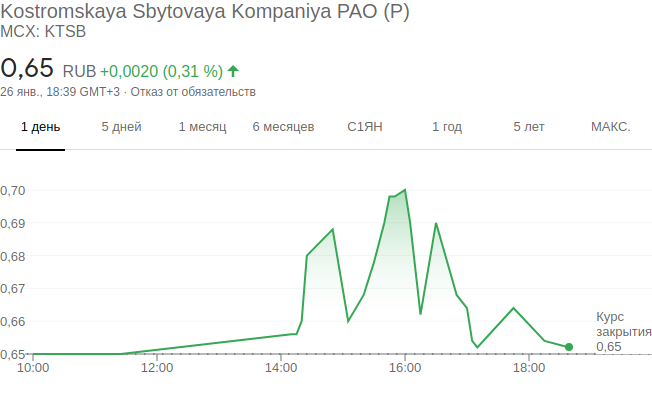 Kostromskaya Sbytovaya Kompaniya PAO (P)
MCX: KTSB
0,65 RUB +0,0020 (0,31 %)
26 янв., 18:39 GMT+3 · Отказ от обязательств
1 день 5 дней 1 месяц 6 месяцев С1ЯН 1 год 5 лет МАКС.
0,70
0,69
0,68
0,67
0,66
0,65
Курс
закрытия
0,65
10:00 12:00 14:00 16:00 18:00